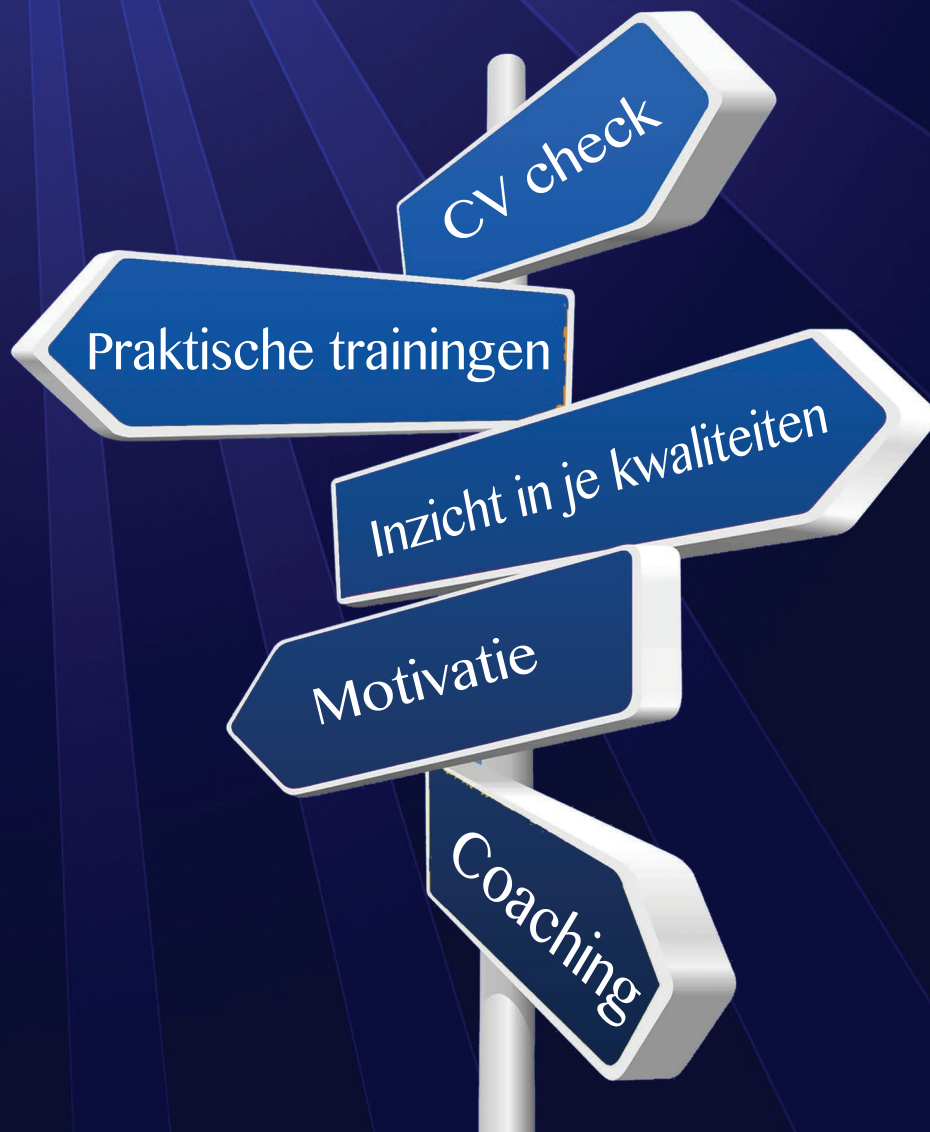 CV check
Praktische trainingen
Inzicht in je kwaliteiten
Motivatie
Coaching